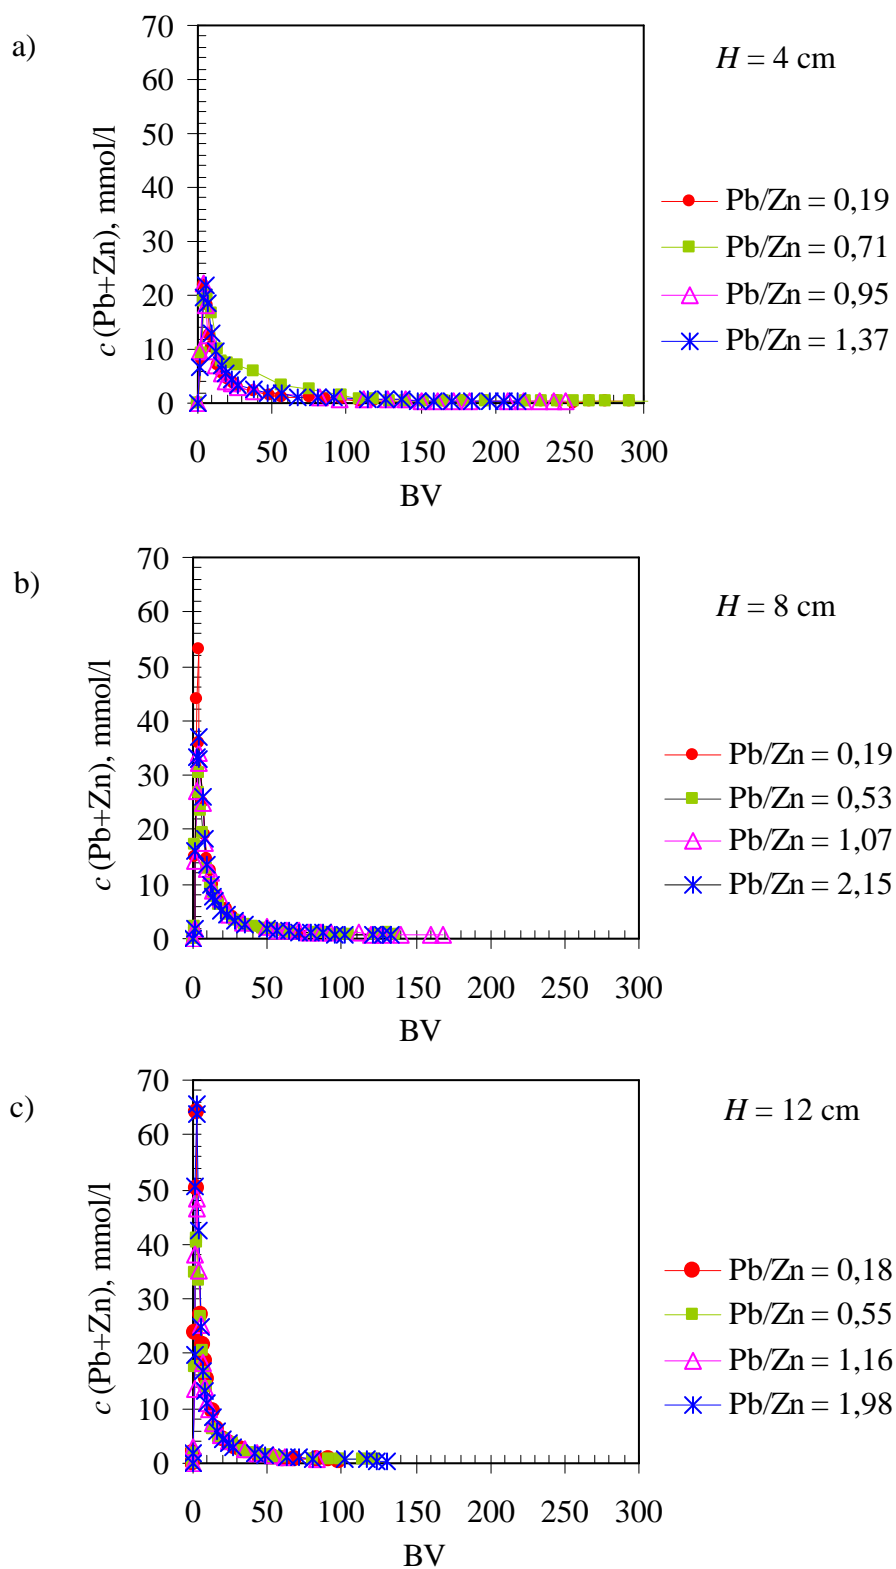 a)
H = 4 cm
c (Pb+Zn), mmol/l
70
60
50
40
30
20
10
0
0 50 100 150 200 250 300
BV
Pb/Zn = 0,19
Pb/Zn = 0,71
Pb/Zn = 0,95
Pb/Zn = 1,37
b)
H = 8 cm
c (Pb+Zn), mmol/l
70
60
50
40
30
20
10
0
0 50 100 150 200 250 300
BV
Pb/Zn = 0,19
Pb/Zn = 0,53
Pb/Zn = 1,07
Pb/Zn = 2,15
c)
H = 12 cm
c (Pb+Zn), mmol/l
70
60
50
40
30
20
10
0
0 50 100 150 200 250 300
BV
Pb/Zn = 0,18
Pb/Zn = 0,55
Pb/Zn = 1,16
Pb/Zn = 1,98